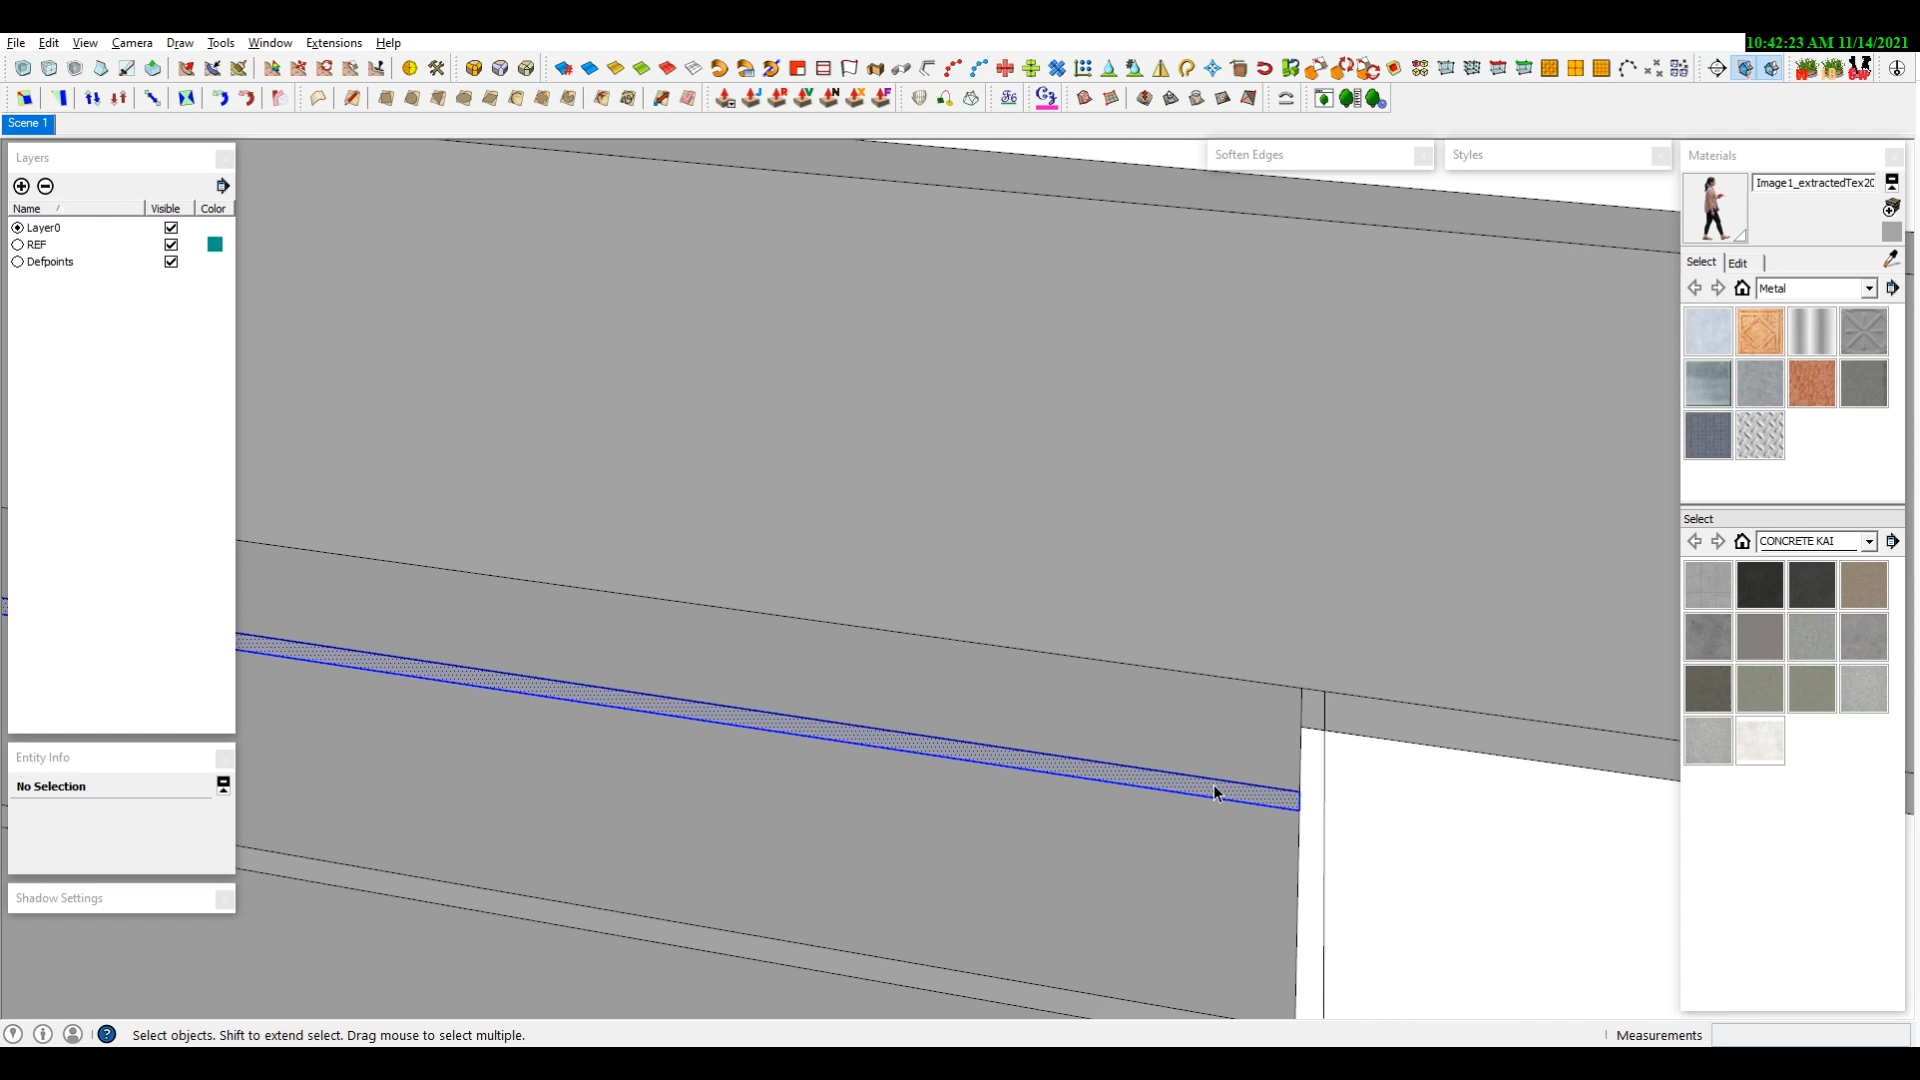 10:42:23 AM 11/14/2021
File Edit View Camera Draw Tools Window Extensions Help
Scene 1
Layers
Name Visible Color
Layer0
REF
Defpoints
Entity Info
No Selection
Shadow Settings
Soften Edges
Styles
Materials
Image1_extractedTex20
Select Edit
Metal
Select
CONCRETE KAI
Select objects. Shift to extend select. Drag mouse to select multiple.
Measurements